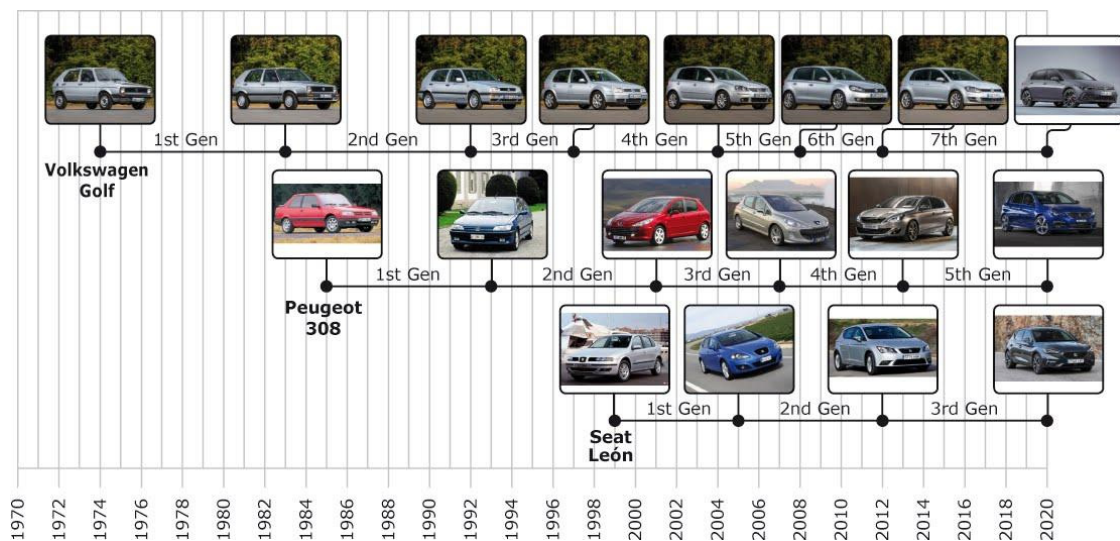 1st Gen
2nd Gen
3rd Gen
4th Gen
5th Gen
6th Gen
7th Gen
Volkswagen
Golf
1st Gen
2nd Gen
3rd Gen
4th Gen
5th Gen
Peugeot
308
1st Gen
2nd Gen
3rd Gen
Seat
León
1970
1972
1974
1976
1978
1980
1982
1983
1984
1986
1988
1990
1992
1994
1996
1998
2000
2002
2004
2006
2008
2010
2012
2014
2016
2018
2020